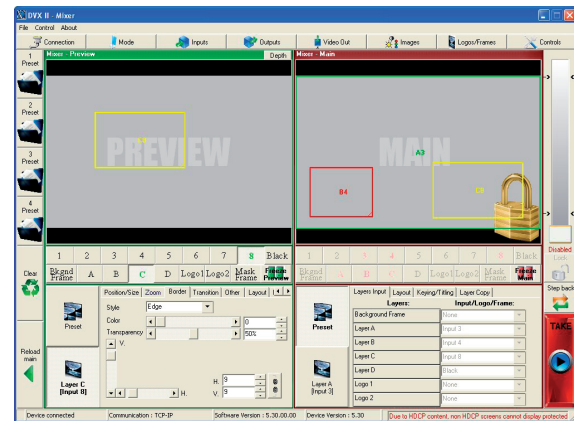 DVX II - Mixer
File Control About
Connection Mode Inputs Outputs Video Out Images Logos/Frames Controls
1 Preset
2 Preset
3 Preset
4 Preset
Clear
Reload main
Mixer - Preview Depth
PREVIEW
1 2 3 4 5 6 7 8 Black
Bkgnd Frame A B C D Logo1 Logo2 Mask Frame Freeze Preview
Preset
Layer C [Input 8]
Position/Size Zoom Border Transition Other Layout
Style Edge
Color 0
Transparency 50%
V.
H.
H. 9
V. 9
Mixer - Main
MAIN
A3
B4
C8
1 2 3 4 5 6 7 8 Black
Bkgnd Frame A B C D Logo1 Logo2 Mask Frame Freeze Main
Preset
Layer A [Input 3]
Layers Input Layout Keying/Titling Layer Copy
Layers: Input/Logo/Frame:
Background Frame None
Layer A Input 3
Layer B Input 4
Layer C Input 8
Layer D Black
Logo 1 None
Logo 2 None
Disabled
Lock
Step back
TAKE
Device connected Communication : TCP-IP Software Version : 5.30.00.00 Device Version : 5.30 Due to HDCP content, non HDCP screens cannot display protected